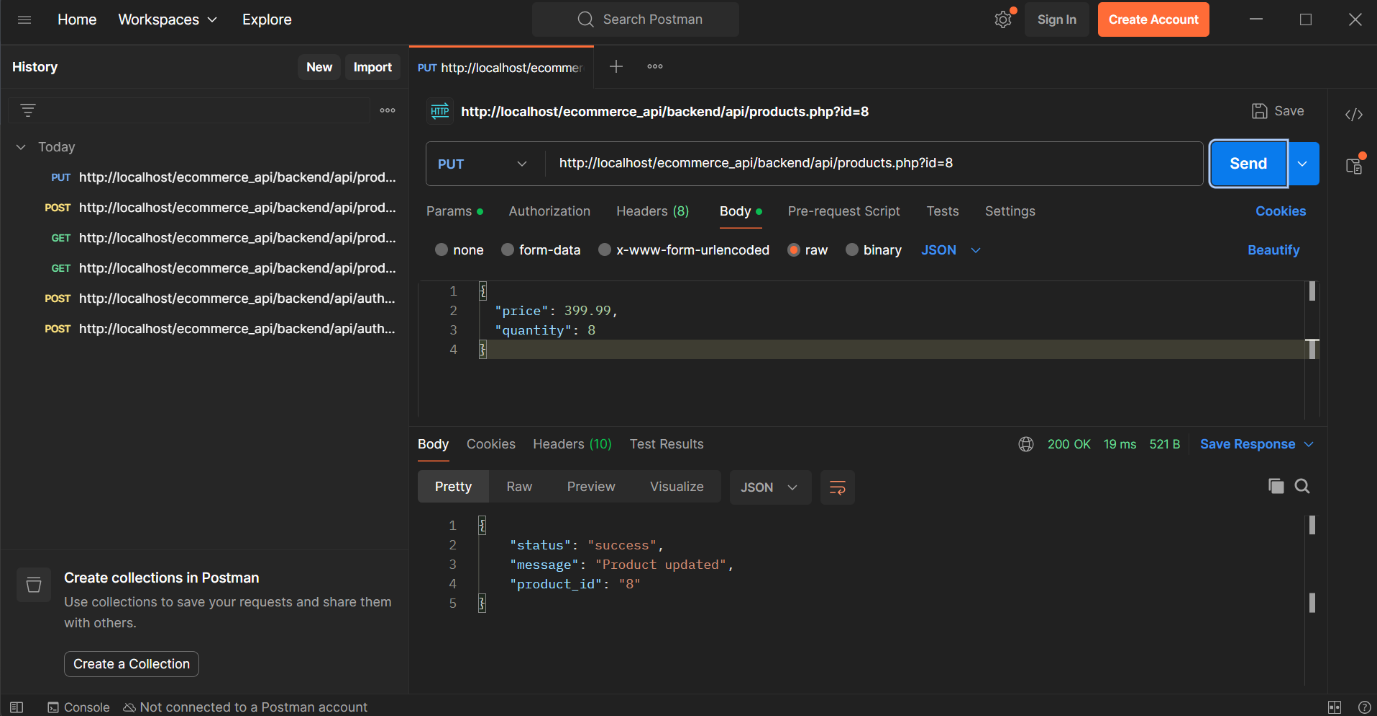 Home Workspaces Explore Search Postman Sign In Create Account
History New Import
PUT http://localhost/ecommer
HTTP http://localhost/ecommerce_api/backend/api/products.php?id=8 Save
Today
PUT http://localhost/ecommerce_api/backend/api/prod...
POST http://localhost/ecommerce_api/backend/api/prod...
GET http://localhost/ecommerce_api/backend/api/prod...
GET http://localhost/ecommerce_api/backend/api/prod...
POST http://localhost/ecommerce_api/backend/api/auth...
POST http://localhost/ecommerce_api/backend/api/auth...
PUT http://localhost/ecommerce_api/backend/api/products.php?id=8 Send
Params Authorization Headers (8) Body Pre-request Script Tests Settings Cookies
none form-data x-www-form-urlencoded raw binary JSON Beautify
1 {
2 "price": 399.99,
3 "quantity": 8
4 }
Body Cookies Headers (10) Test Results 200 OK 19 ms 521 B Save Response
Pretty Raw Preview Visualize JSON
1 {
2 "status": "success",
3 "message": "Product updated",
4 "product_id": "8"
5 }
Create collections in Postman
Use collections to save your requests and share them
with others.
Create a Collection
Console Not connected to a Postman account